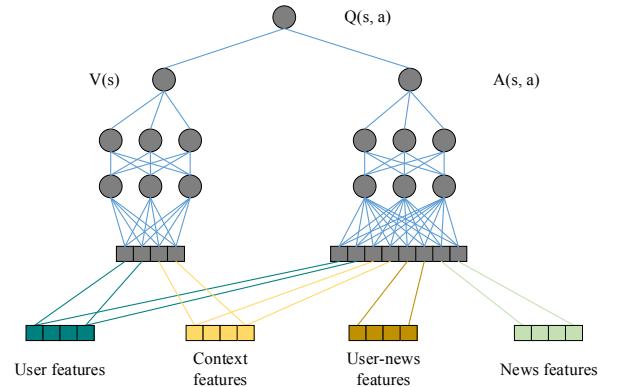 Q(s, a)
V(s)
A(s, a)
User features
Context
features
User-news
features
News features